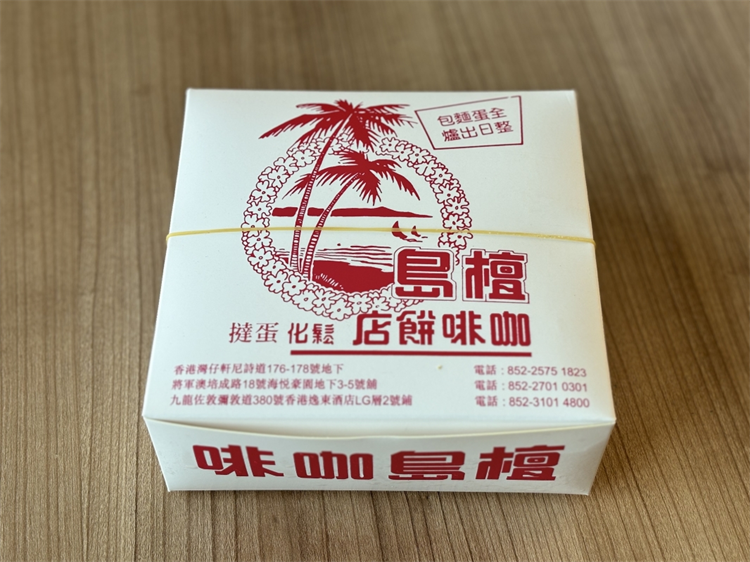 全蛋麵包
整日出爐
檀島
咖啡餅店 鬆化蛋撻
香港灣仔軒尼詩道176-178號地下 電話：852-2575 1823
將軍澳培成路18號海悦豪園地下3-5號舖 電話：852-2701 0301
九龍佐敦彌敦道380號香港逸東酒店LG層2號鋪 電話：852-3101 4800
檀島咖啡